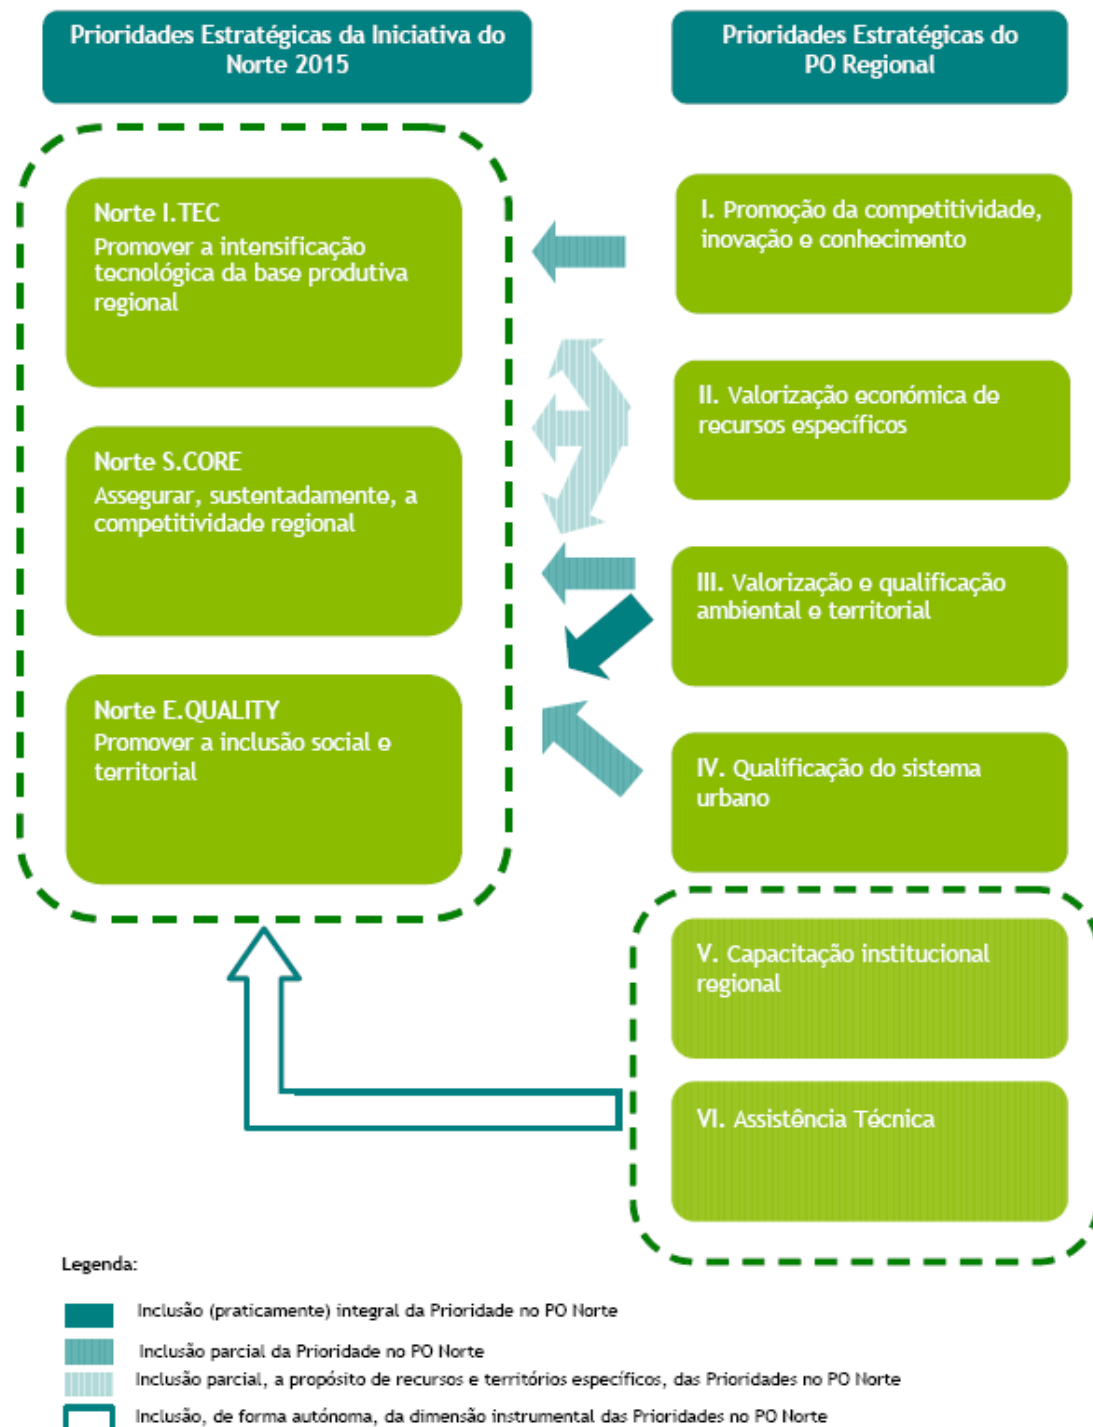 Prioridades Estratégicas da Iniciativa do
Norte 2015
Prioridades Estratégicas do
PO Regional
Norte I.TEC
Promover a intensificação
tecnológica da base produtiva
regional
Norte S.CORE
Assegurar, sustentadamente, a
competitividade regional
Norte E.QUALITY
Promover a inclusão social e
territorial
I. Promoção da competitividade,
inovação e conhecimento
II. Valorização económica de
recursos específicos
III. Valorização e qualificação
ambiental e territorial
IV. Qualificação do sistema
urbano
V. Capacitação institucional
regional
VI. Assistência Técnica
Legenda:
Inclusão (praticamente) integral da Prioridade no PO Norte
Inclusão parcial da Prioridade no PO Norte
Inclusão parcial, a propósito de recursos e territórios específicos, das Prioridades no PO Norte
Inclusão, de forma autónoma, da dimensão instrumental das Prioridades no PO Norte